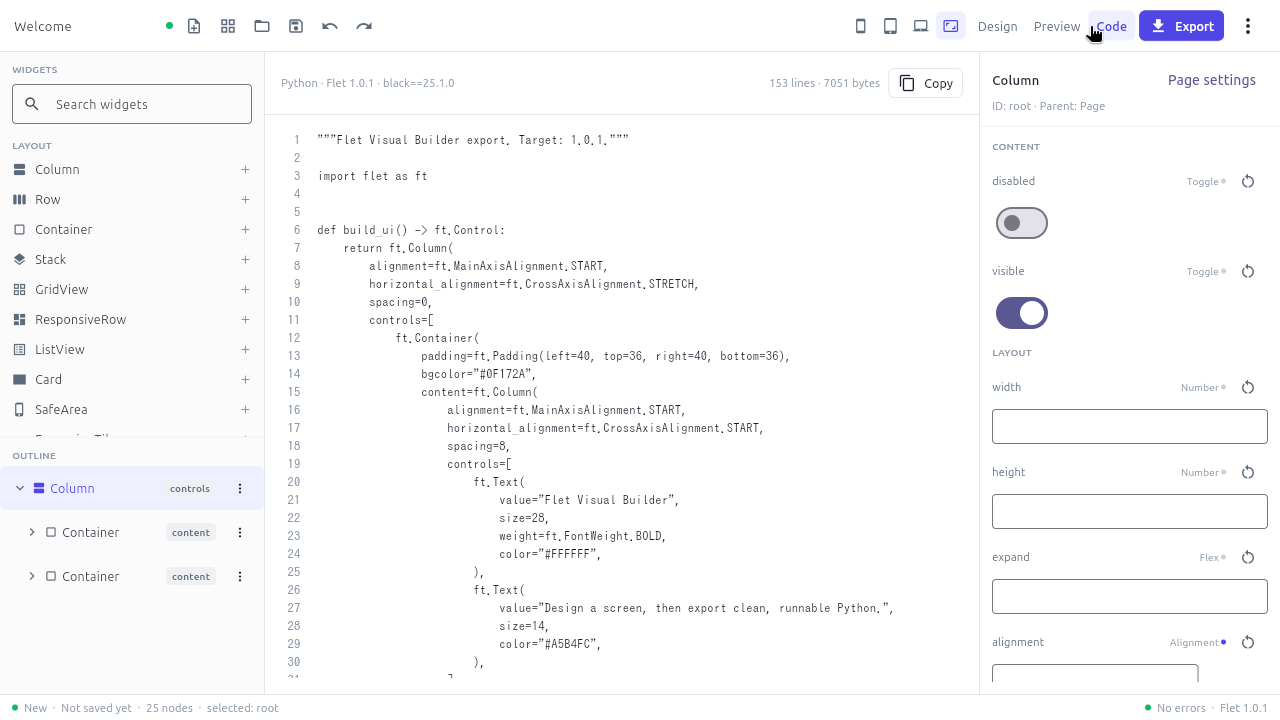 Welcome
Design
Preview
Code
Export
WIDGETS
Search widgets
LAYOUT
Column
Row
Container
Stack
GridView
ResponsiveRow
ListView
Card
SafeArea
OUTLINE
Column controls
Container content
Container content
Python · Flet 1.0.1 · black==25.1.0
153 lines · 7051 bytes
Copy
1 """Flet Visual Builder export. Target: 1.0.1."""
2
3 import flet as ft
4
5
6 def build_ui() -> ft.Control:
7     return ft.Column(
8         alignment=ft.MainAxisAlignment.START,
9         horizontal_alignment=ft.CrossAxisAlignment.STRETCH,
10         spacing=0,
11         controls=[
12             ft.Container(
13                 padding=ft.Padding(left=40, top=36, right=40, bottom=36),
14                 bgcolor="#0F172A",
15                 content=ft.Column(
16                     alignment=ft.MainAxisAlignment.START,
17                     horizontal_alignment=ft.CrossAxisAlignment.START,
18                     spacing=8,
19                     controls=[
20                         ft.Text(
21                             value="Flet Visual Builder",
22                             size=28,
23                             weight=ft.FontWeight.BOLD,
24                             color="#FFFFFF",
25                         ),
26                         ft.Text(
27                             value="Design a screen, then export clean, runnable Python.",
28                             size=14,
29                             color="#A5B4FC",
30                         ),
Column
Page settings
ID: root · Parent: Page
CONTENT
disabled Toggle
visible Toggle
LAYOUT
width Number
height Number
expand Flex
alignment Alignment
New · Not saved yet · 25 nodes · selected: root
No errors · Flet 1.0.1